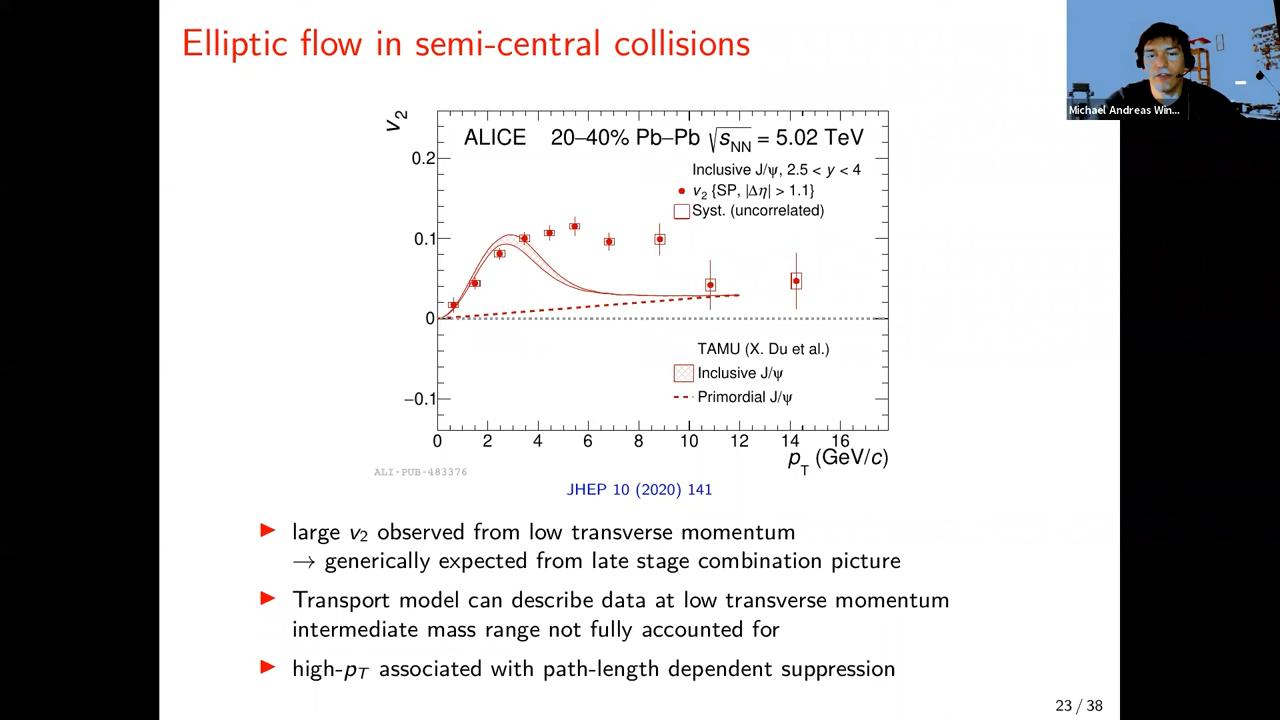 Elliptic flow in semi-central collisions
Michael Andreas Win...
v2
ALICE 20–40% Pb–Pb √sNN = 5.02 TeV
Inclusive J/ψ, 2.5 < y < 4
v2 {SP, |Δη| > 1.1}
Syst. (uncorrelated)
0.2
0.1
0
−0.1
TAMU (X. Du et al.)
Inclusive J/ψ
Primordial J/ψ
0 2 4 6 8 10 12 14 16
pT (GeV/c)
ALI-PUB-483376
JHEP 10 (2020) 141
▶ large v2 observed from low transverse momentum
→ generically expected from late stage combination picture
▶ Transport model can describe data at low transverse momentum
intermediate mass range not fully accounted for
▶ high-pT associated with path-length dependent suppression
23 / 38